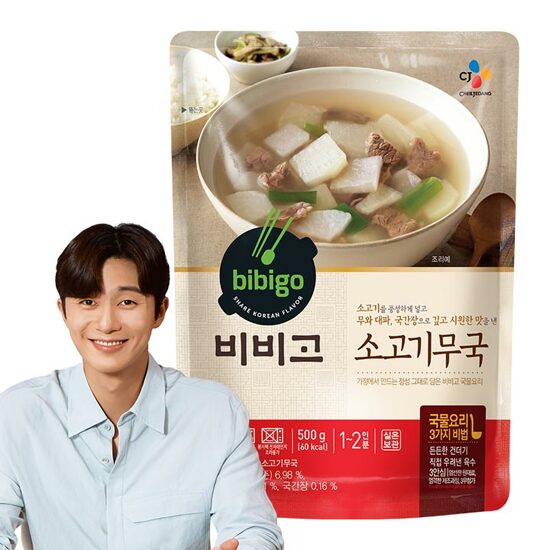 CJ
CHEILJEDANG
▶ 뜯는곳
조리예
bibigo
SHARE KOREAN FLAVOR
비비고
소고기를 풍성하게 넣고
무와 대파, 국간장으로 깊고 시원한 맛을 낸
소고기무국
가정에서 만드는 정성 그대로 담은 비비고 국물요리
500 g
(60 kcal)
1~2인분
실온
보관
국물요리
3가지 비법
든든한 건더기
직접 우려낸 육수
소고기무국
6.98 %
국간장 0.16 %